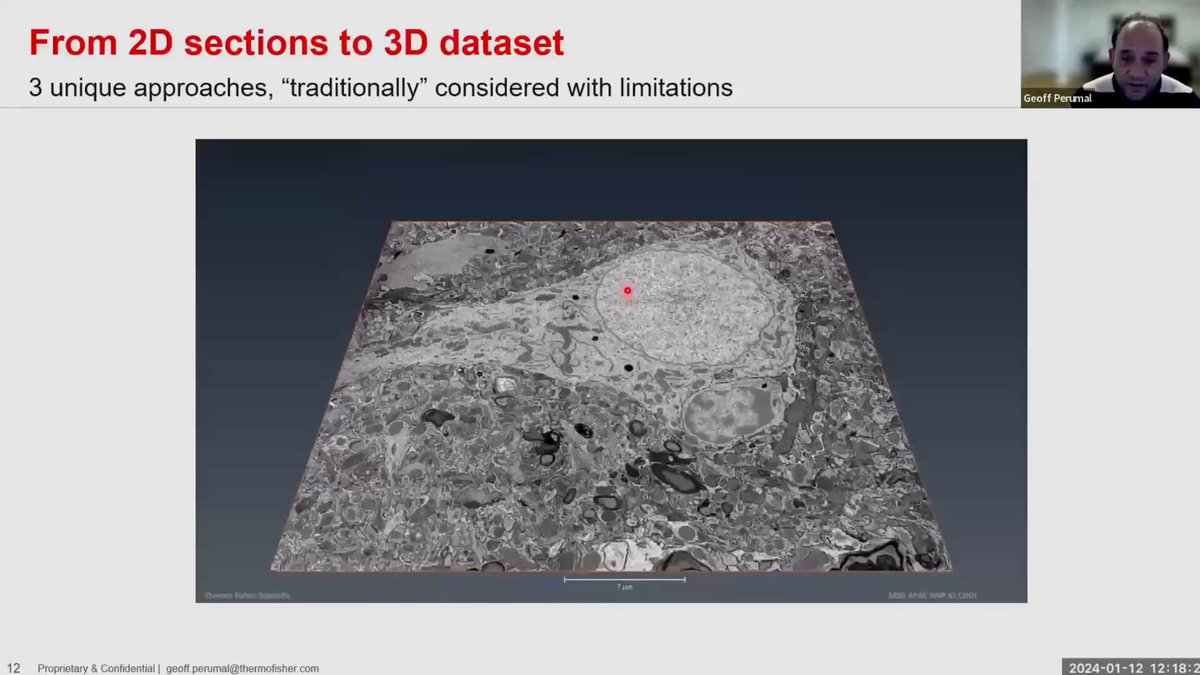 From 2D sections to 3D dataset
3 unique approaches, “traditionally” considered with limitations
Geoff Perumal
7 µm
Thermo Fisher Scientific
12 Proprietary & Confidential | geoff.perumal@thermofisher.com
2024-01-12 12:18:2